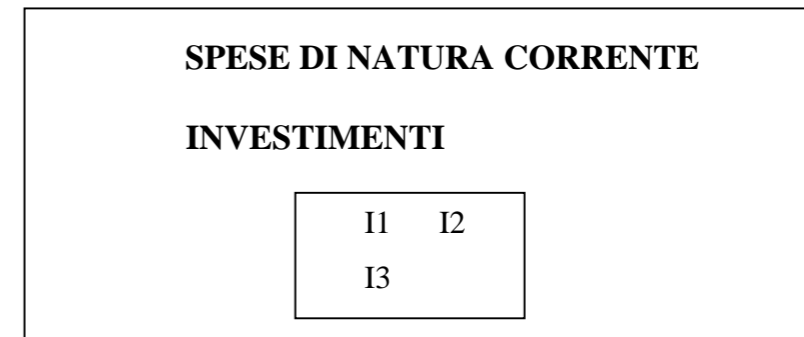 SPESE DI NATURA CORRENTE
INVESTIMENTI
I1 I2
I3